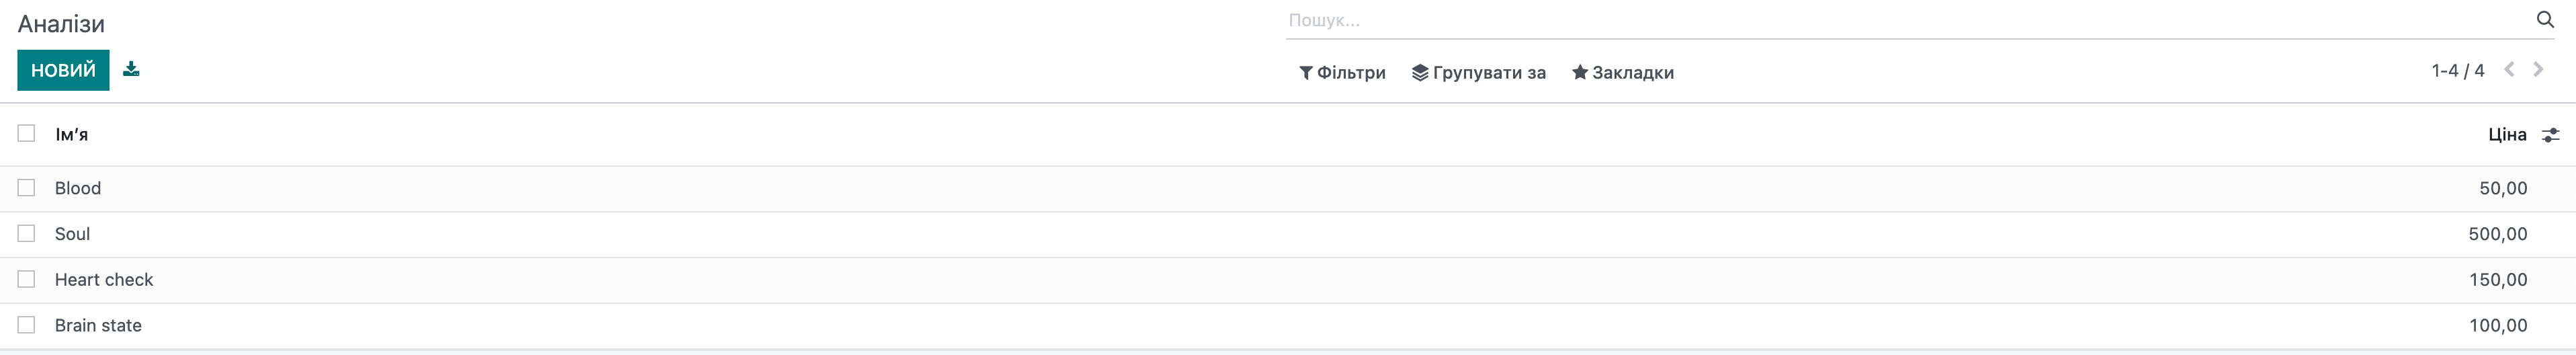 Аналізи
Пошук...
НОВИЙ
Фільтри Групувати за Закладки 1-4 / 4
Ім’я Ціна
Blood 50,00
Soul 500,00
Heart check 150,00
Brain state 100,00